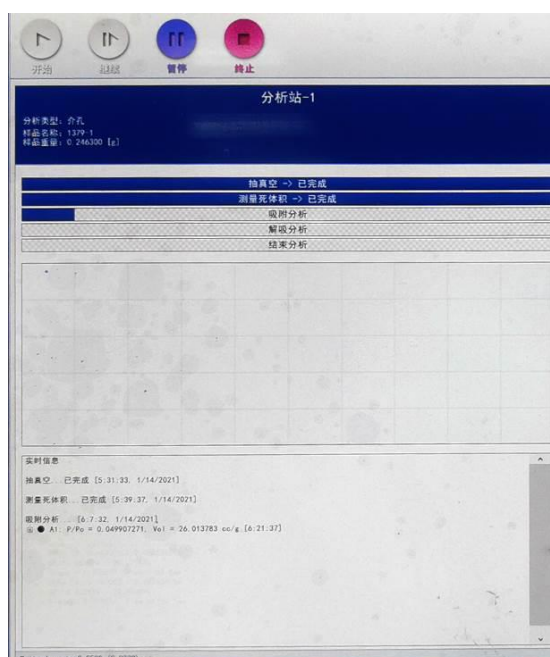 开始 继续 暂停 终止
分析站-1
分析类型: 介孔
样品名称: 1379-1
样品重量: 0.246300 [g]
抽真空 -> 已完成
测量死体积 -> 已完成
吸附分析
解吸分析
结束分析
实时信息
抽真空...已完成 [5:31:33, 1/14/2021]
测量死体积...已完成 [5:39:37, 1/14/2021]
吸附分析... [6:7:32, 1/14/2021]
A1: P/Po = 0.049907271, Vol = 26.013783 cc/g [6:21:37]